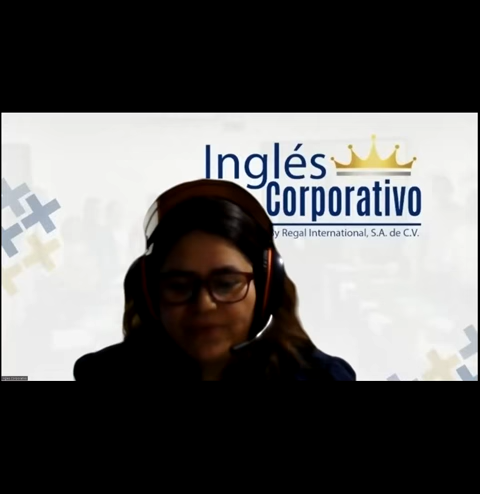 Inglés
Corporativo
y Regal International, S.A. de C.V.